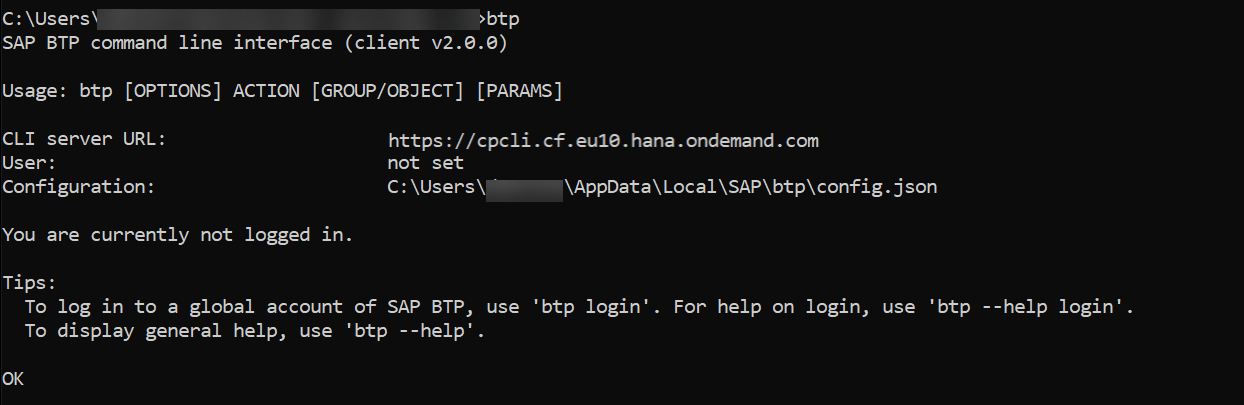 C:\Users\>btp
SAP BTP command line interface (client v2.0.0)
Usage: btp [OPTIONS] ACTION [GROUP/OBJECT] [PARAMS]
CLI server URL: https://cpcli.cf.eu10.hana.ondemand.com
User: not set
Configuration: C:\Users\ \AppData\Local\SAP\btp\config.json
You are currently not logged in.
Tips:
To log in to a global account of SAP BTP, use 'btp login'. For help on login, use 'btp --help login'.
To display general help, use 'btp --help'.
OK